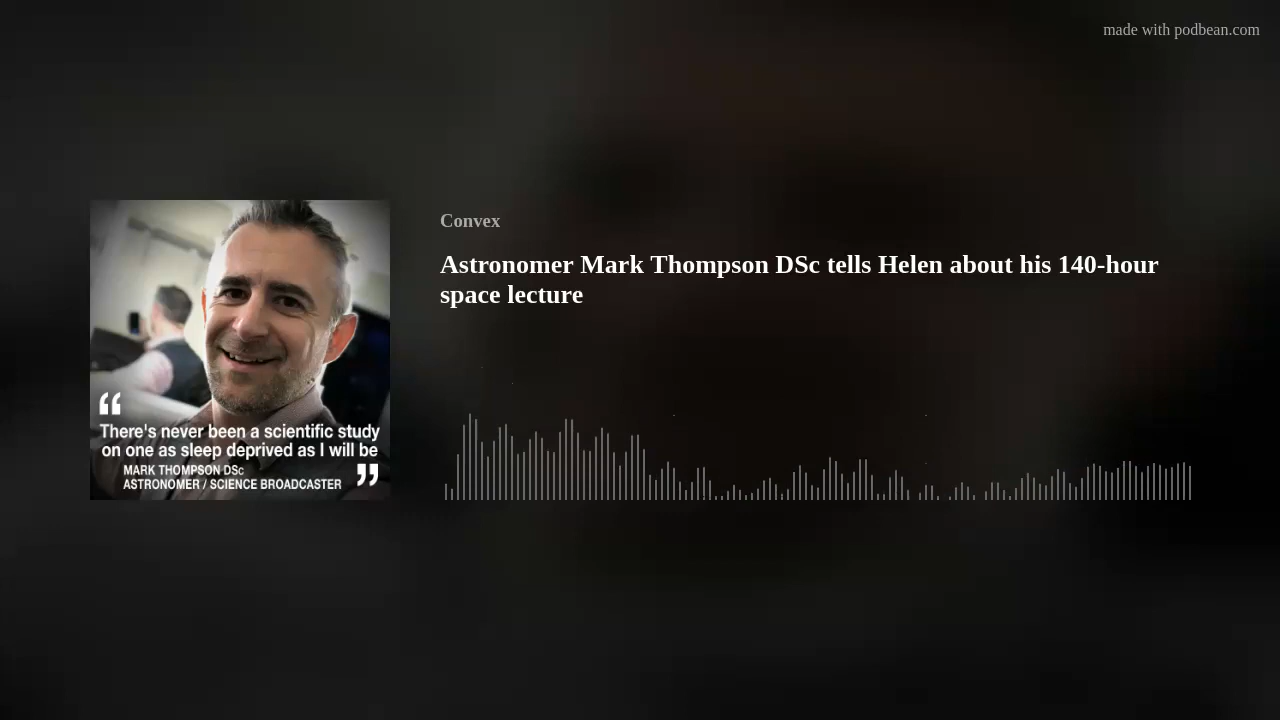 made with podbean.com
Convex
Astronomer Mark Thompson DSc tells Helen about his 140-hour
space lecture
“
There's never been a scientific study
on one as sleep deprived as I will be
MARK THOMPSON DSc
ASTRONOMER / SCIENCE BROADCASTER
”